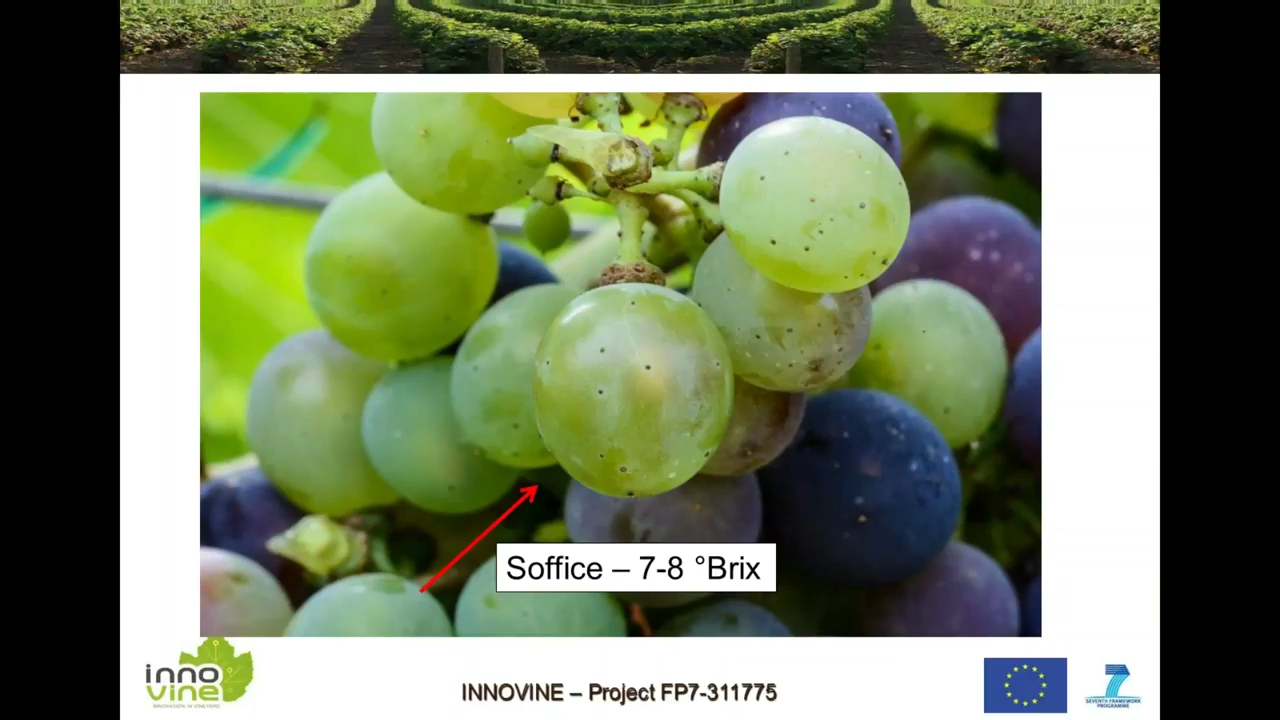 Soffice – 7-8 °Brix
inno
vine
INNOVATION IN VINEYARD
INNOVINE – Project FP7-311775
SEVENTH FRAMEWORK
PROGRAMME